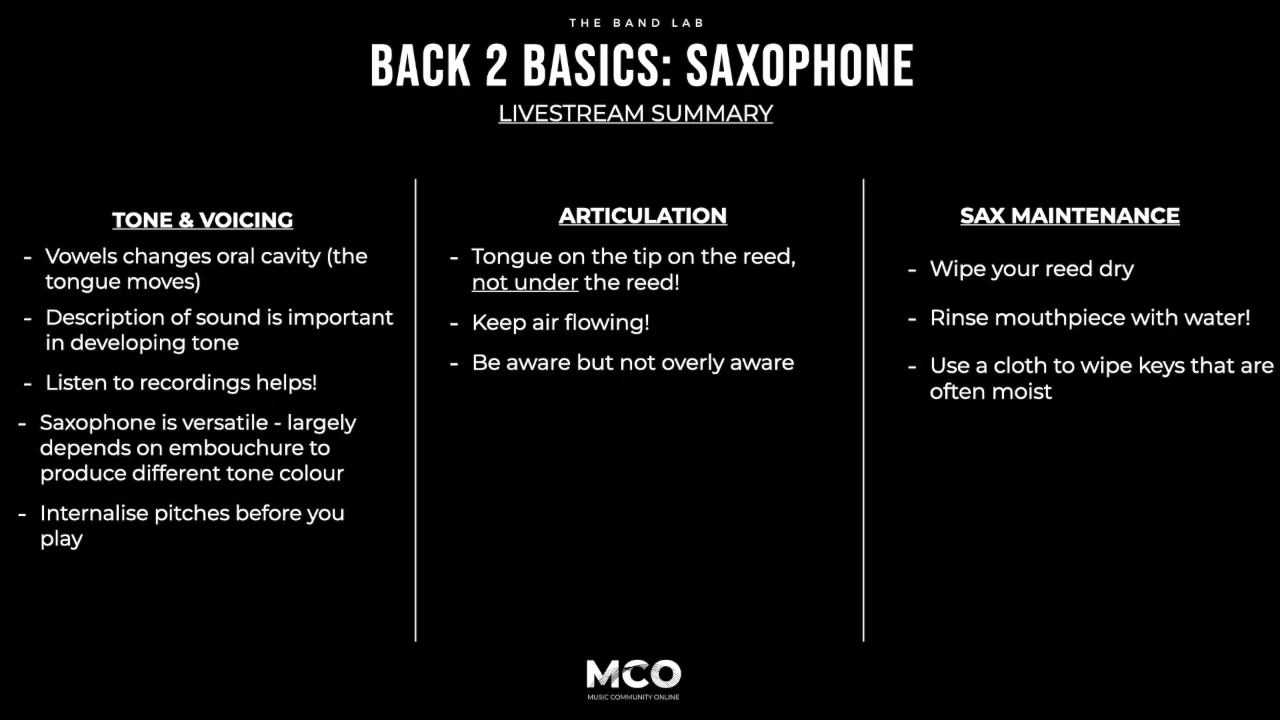 THE BAND LAB
BACK 2 BASICS: SAXOPHONE
LIVESTREAM SUMMARY
TONE & VOICING
- Vowels changes oral cavity (the
tongue moves)
- Description of sound is important
in developing tone
- Listen to recordings helps!
- Saxophone is versatile - largely
depends on embouchure to
produce different tone colour
- Internalise pitches before you
play
ARTICULATION
- Tongue on the tip on the reed,
not under the reed!
- Keep air flowing!
- Be aware but not overly aware
SAX MAINTENANCE
- Wipe your reed dry
- Rinse mouthpiece with water!
- Use a cloth to wipe keys that are
often moist
MCO
MUSIC COMMUNITY ONLINE